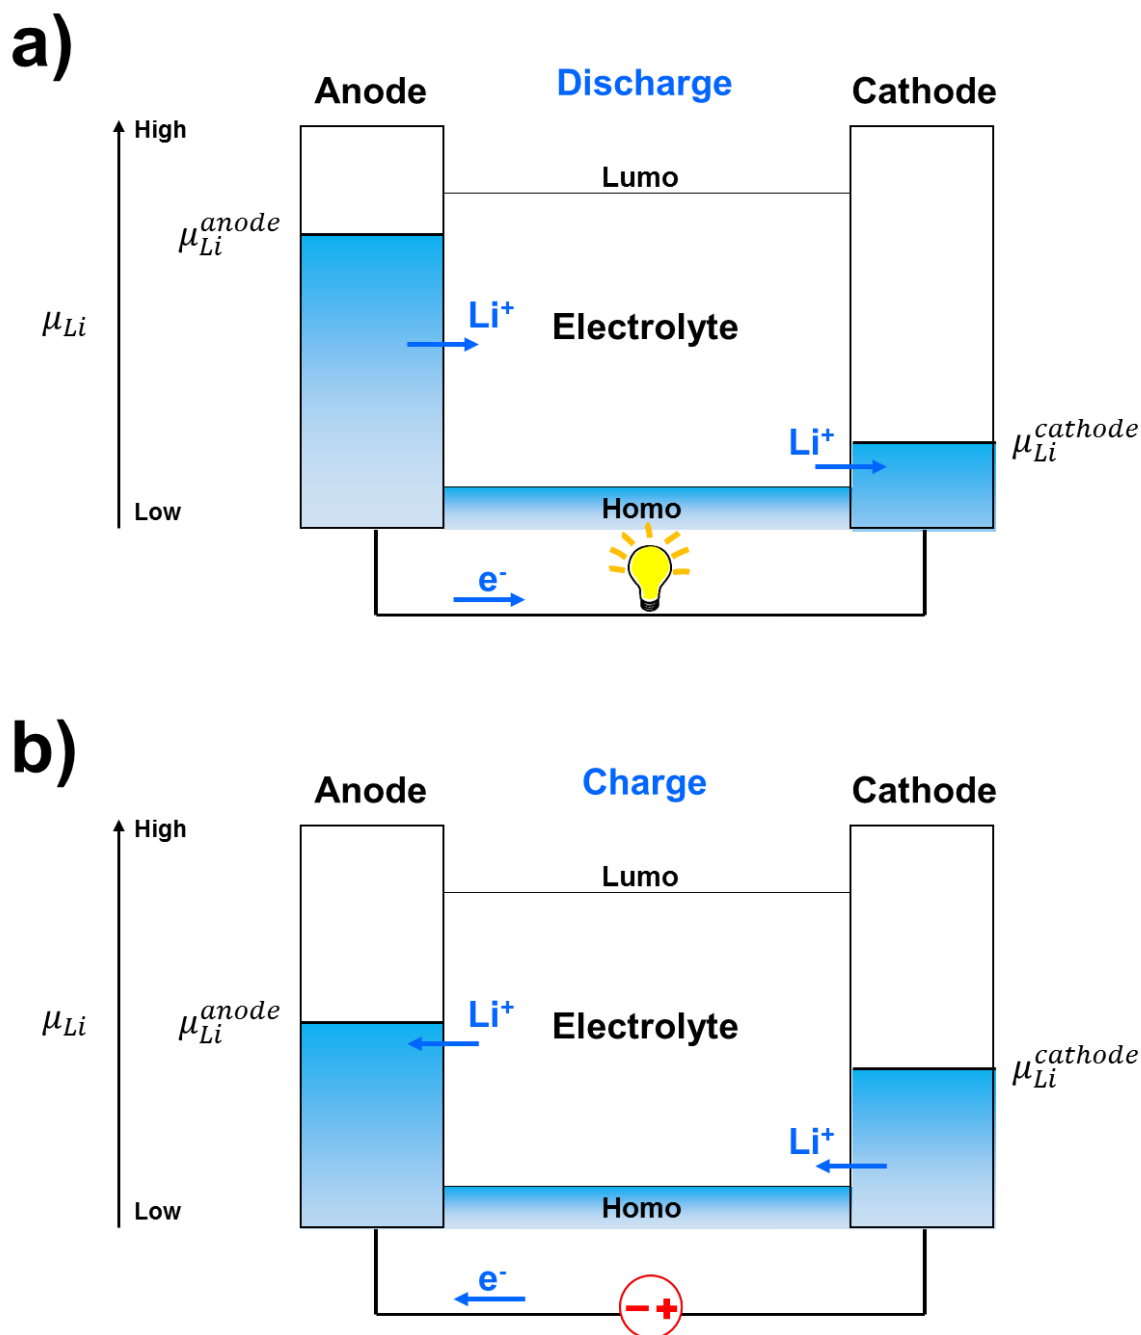 a)
Anode
Discharge
Cathode
High
Lumo
μ_Li^anode
μ_Li
Li⁺
Electrolyte
Li⁺
μ_Li^cathode
Low
Homo
e⁻
b)
Anode
Charge
Cathode
High
Lumo
μ_Li
μ_Li^anode
Li⁺
Electrolyte
μ_Li^cathode
Li⁺
Low
Homo
e⁻
− +